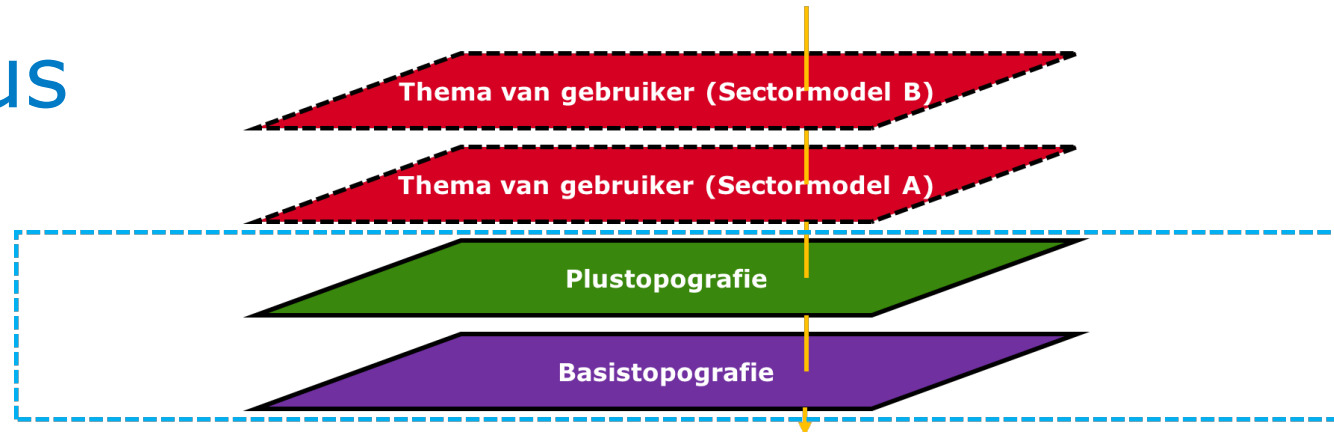 us
Thema van gebruiker (Sectormodel B)
Thema van gebruiker (Sectormodel A)
Plustopografie
Basistopografie